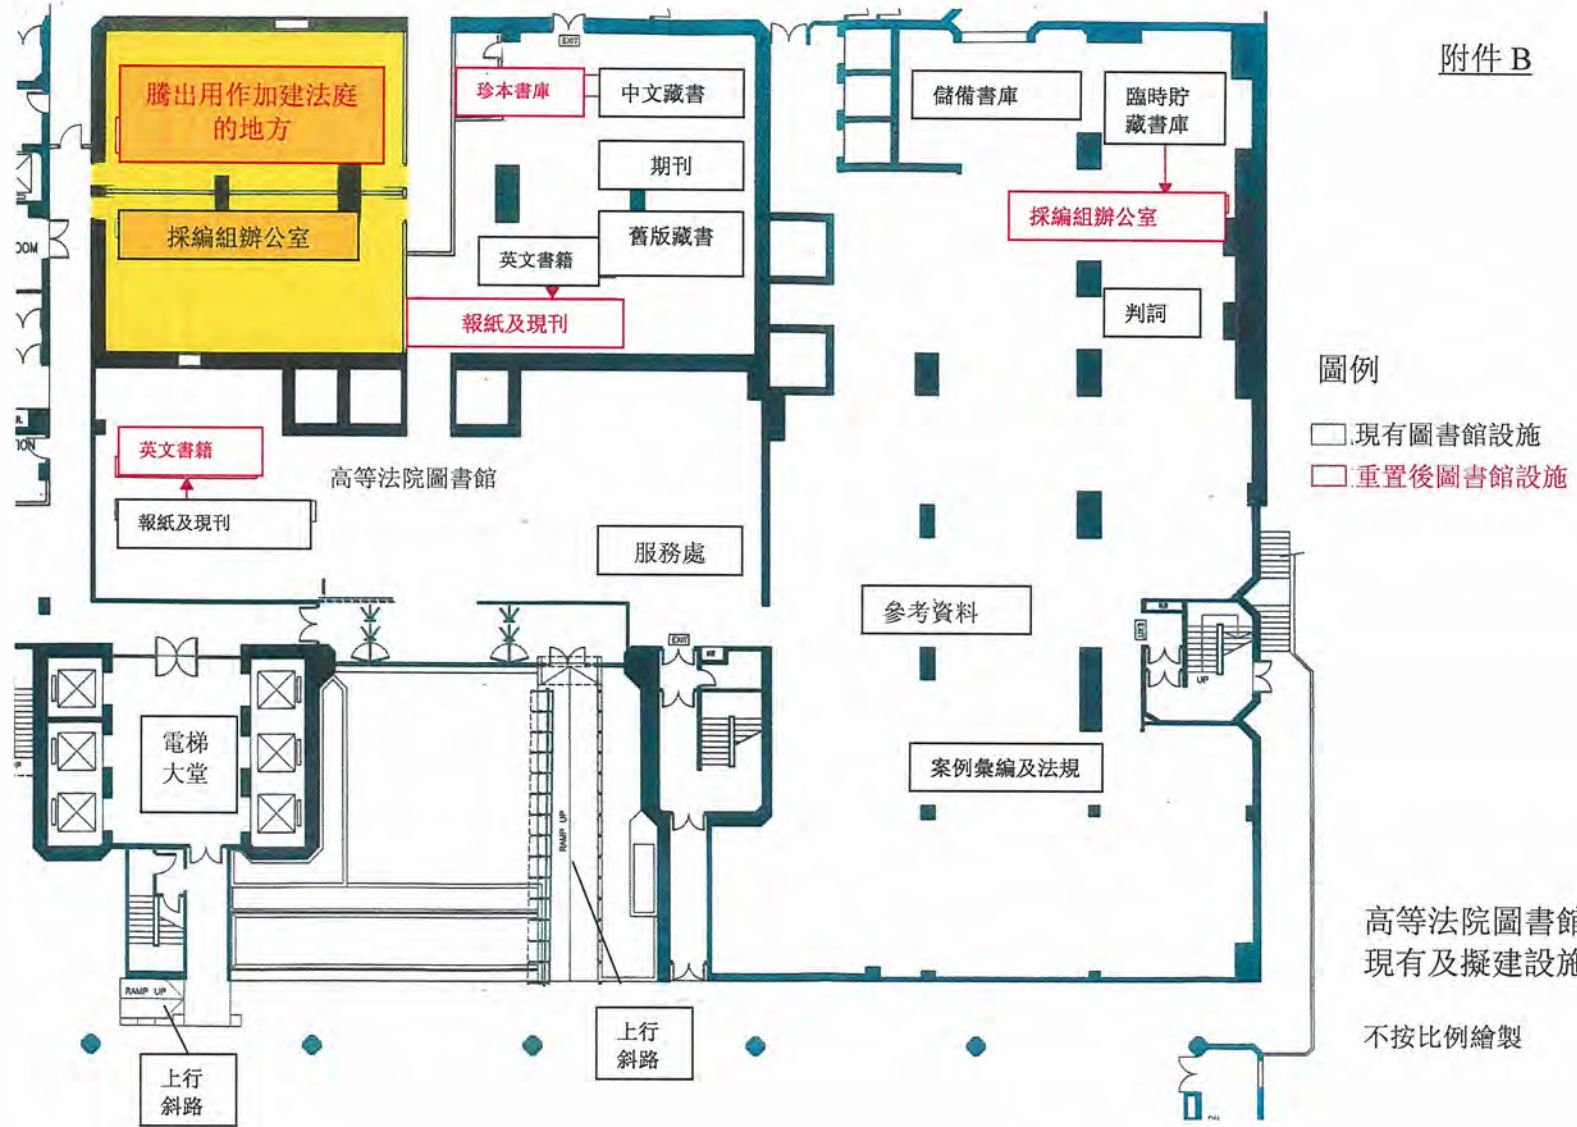 附件 B
EXIT
騰出用作加建法庭
的地方
珍本書庫
中文藏書
儲備書庫
臨時貯
藏書庫
期刊
採編組辦公室
採編組辦公室
舊版藏書
英文書籍
報紙及現刊
判詞
圖例
現有圖書館設施
重置後圖書館設施
英文書籍
高等法院圖書館
報紙及現刊
服務處
參考資料
EXIT
EXIT
UP
電梯
大堂
案例彙編及法規
RAMP UP
高等法院圖書館
現有及擬建設施
RAMP UP
上行
斜路
不按比例繪製
上行
斜路